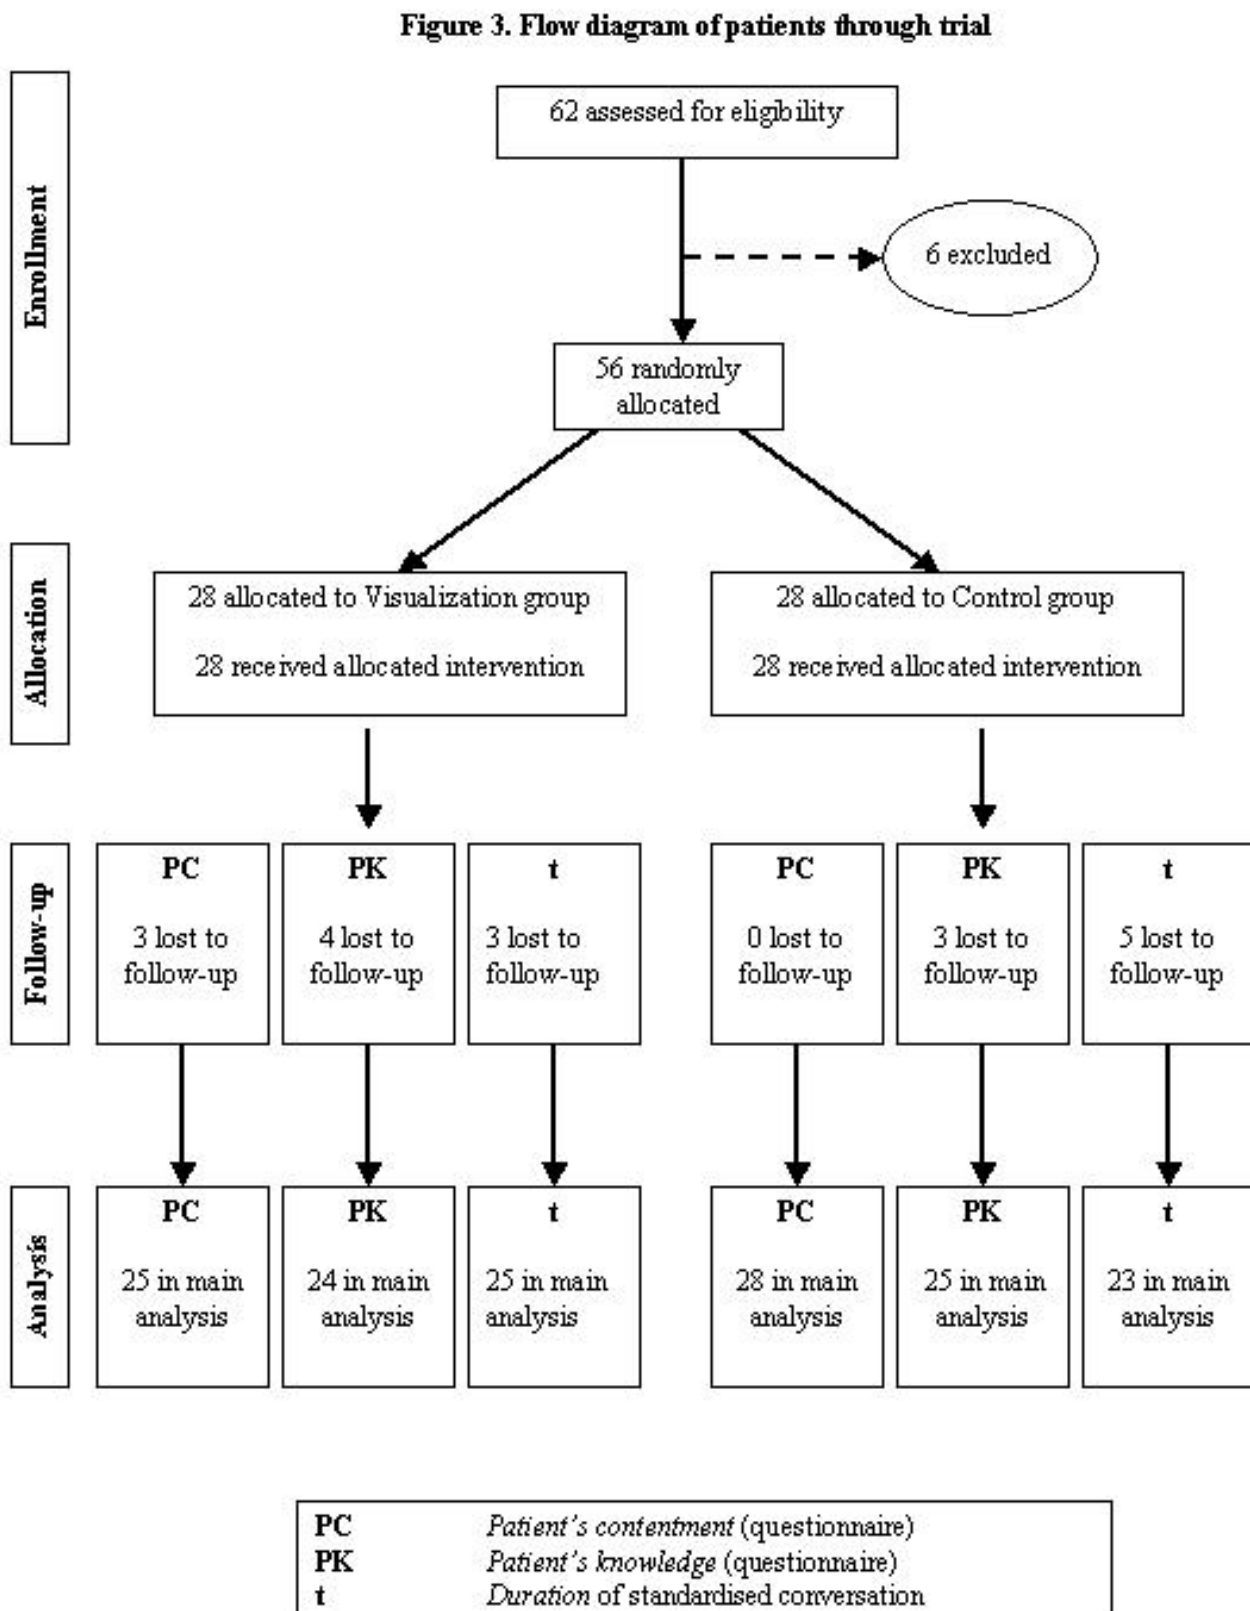 Figure 3. Flow diagram of patients through trial
Enrollment
62 assessed for eligibility
6 excluded
56 randomly
allocated
Allocation
28 allocated to Visualization group
28 received allocated intervention
28 allocated to Control group
28 received allocated intervention
Follow-up
PC
3 lost to
follow-up
PK
4 lost to
follow-up
t
3 lost to
follow-up
PC
0 lost to
follow-up
PK
3 lost to
follow-up
t
5 lost to
follow-up
Analysis
PC
25 in main
analysis
PK
24 in main
analysis
t
25 in main
analysis
PC
28 in main
analysis
PK
25 in main
analysis
t
23 in main
analysis
PC Patient's contentment (questionnaire)
PK Patient's knowledge (questionnaire)
t Duration of standardised conversation